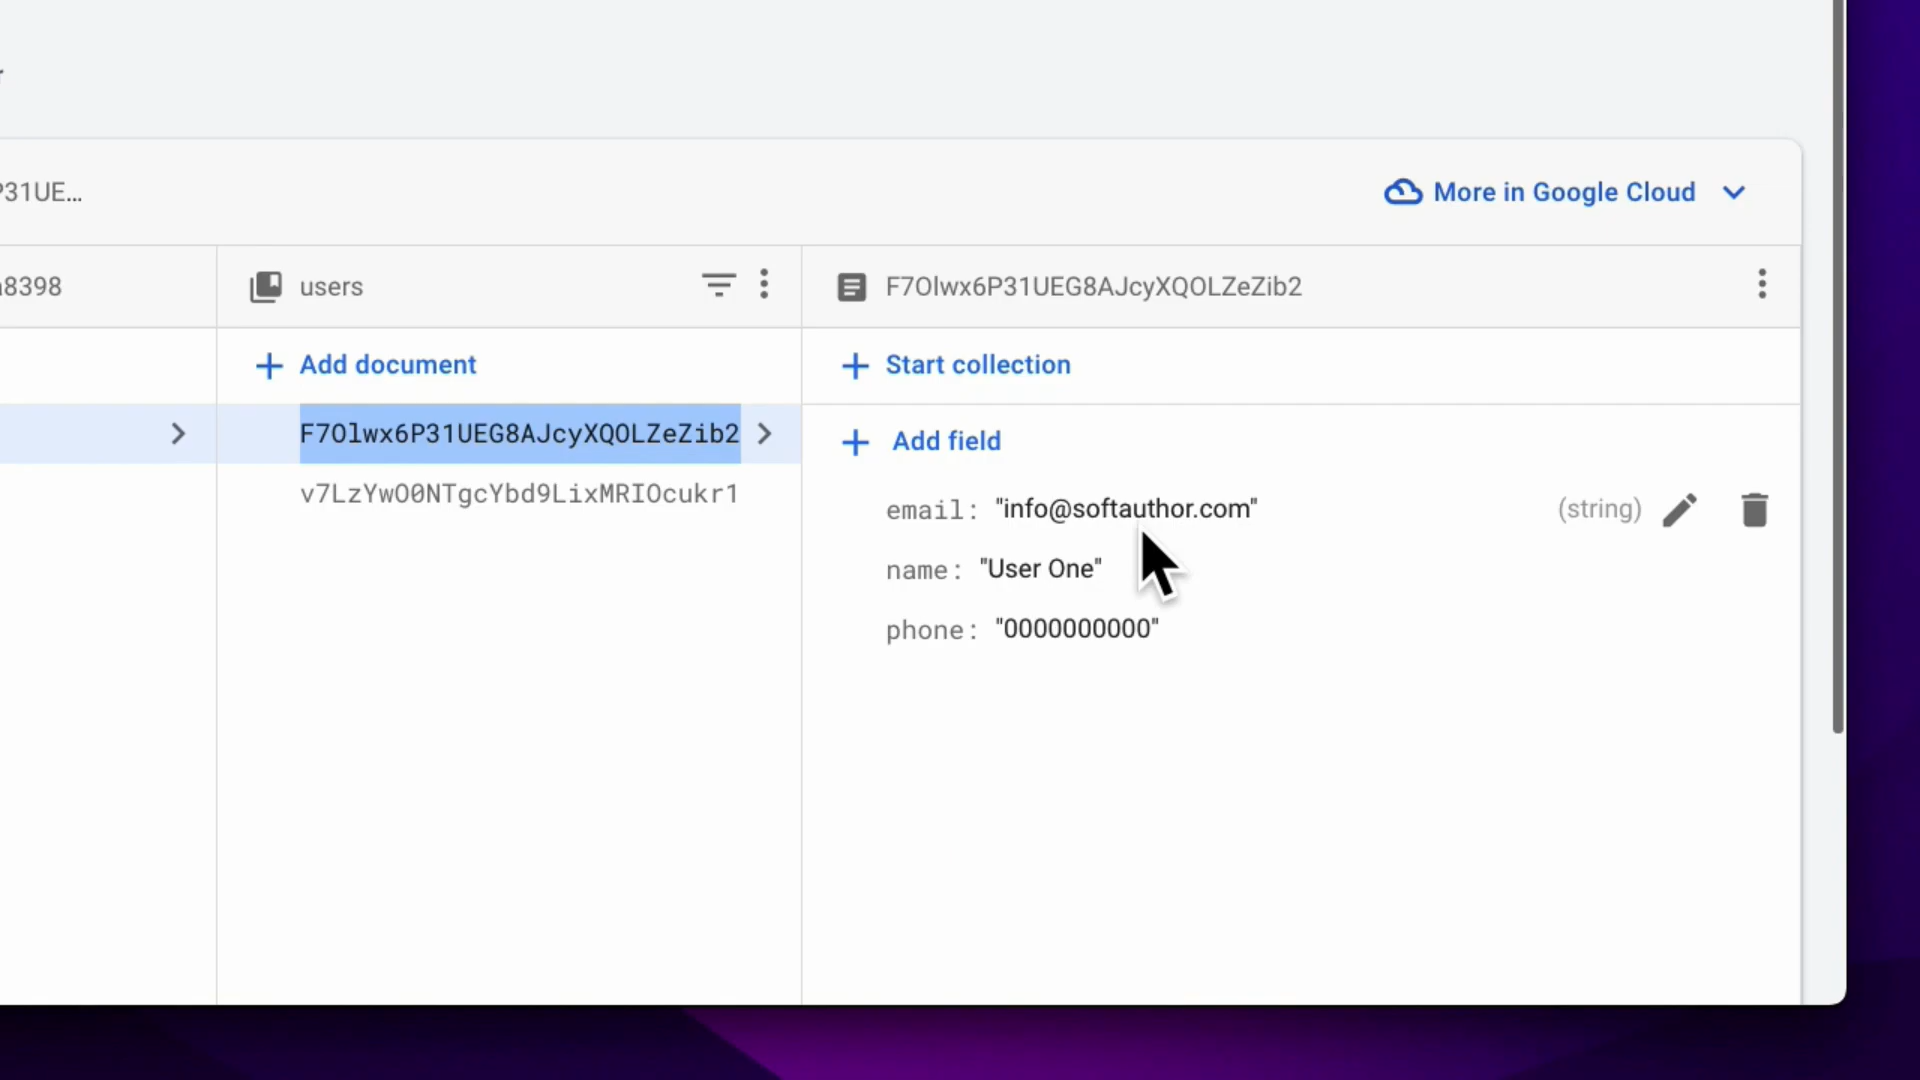 P31UE...
More in Google Cloud
a8398
users
F7Olwx6P31UEG8AJcyXQOLZeZib2
Add document
Start collection
F7Olwx6P31UEG8AJcyXQOLZeZib2
v7LzYwO0NTgcYbd9LixMRIOcukr1
Add field
email: "info@softauthor.com"
(string)
name: "User One"
phone: "0000000000"